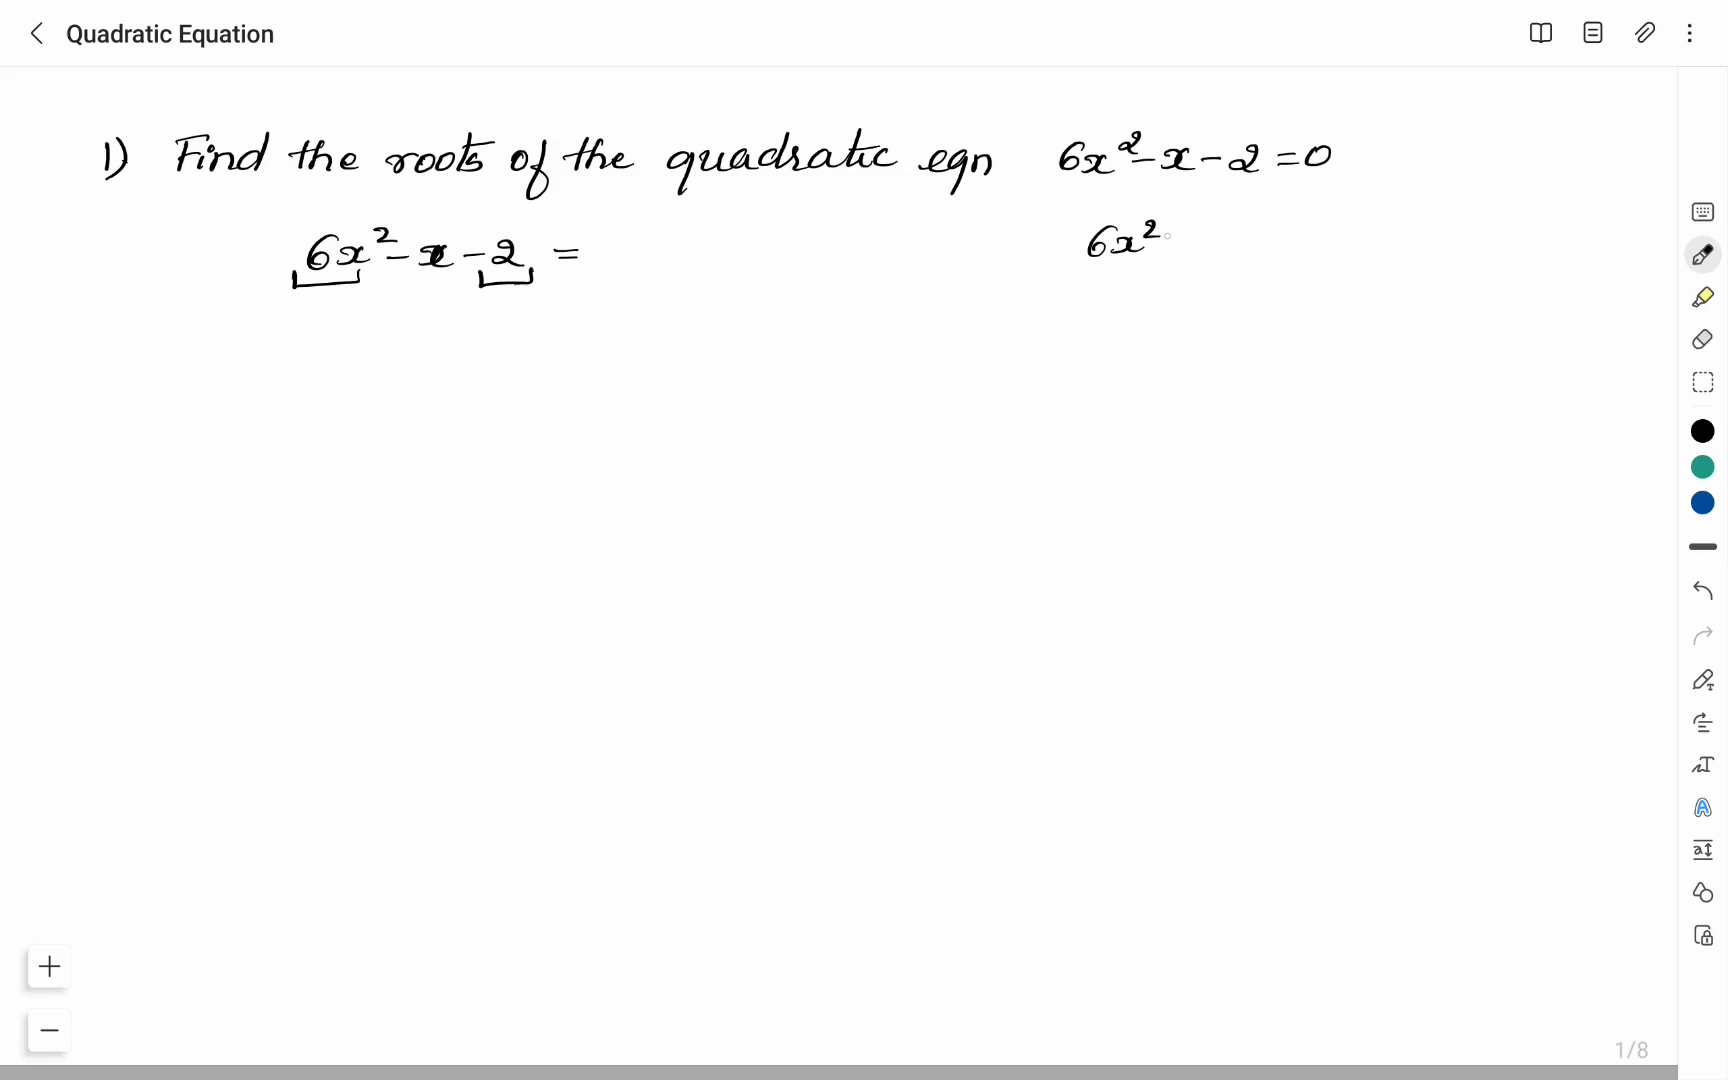 Quadratic Equation
1) Find the roots of the quadratic eqn 6x²-x-2=0
6x²-x-2 =
6x²
1/8